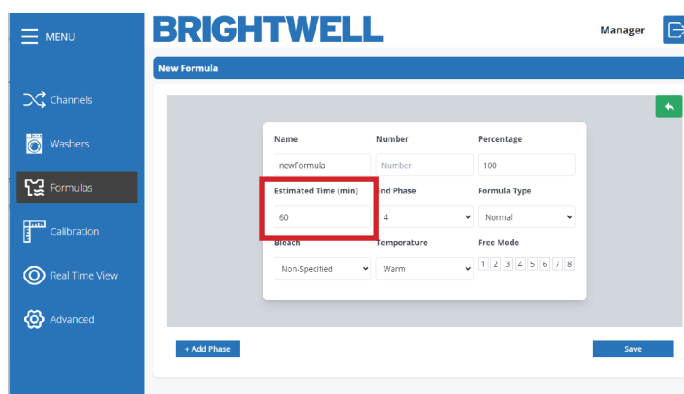 MENU
BRIGHTWELL
Manager
New Formula
Channels
Washers
Formulas
Calibration
Real Time View
Advanced
Name Number Percentage
newFormula Number 100
Estimated Time (min) End Phase Formula Type
60 4 Normal
Bleach Temperature Free Mode
Non-Specified Warm 1 2 3 4 5 6 7 8
+ Add Phase Save